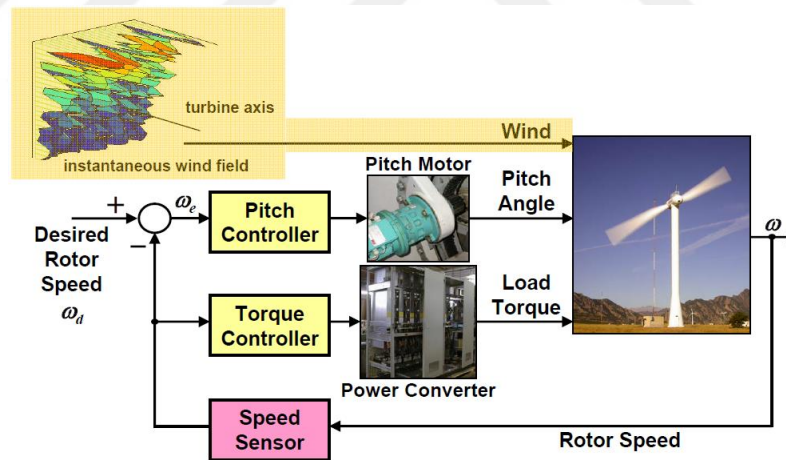 turbine axis
instantaneous wind field
Wind
Pitch Motor
Pitch
Angle
+
ωe
Pitch
Controller
−
Desired
Rotor
Speed
ωd
ω
Torque
Controller
Load
Torque
Power Converter
Speed
Sensor
Rotor Speed